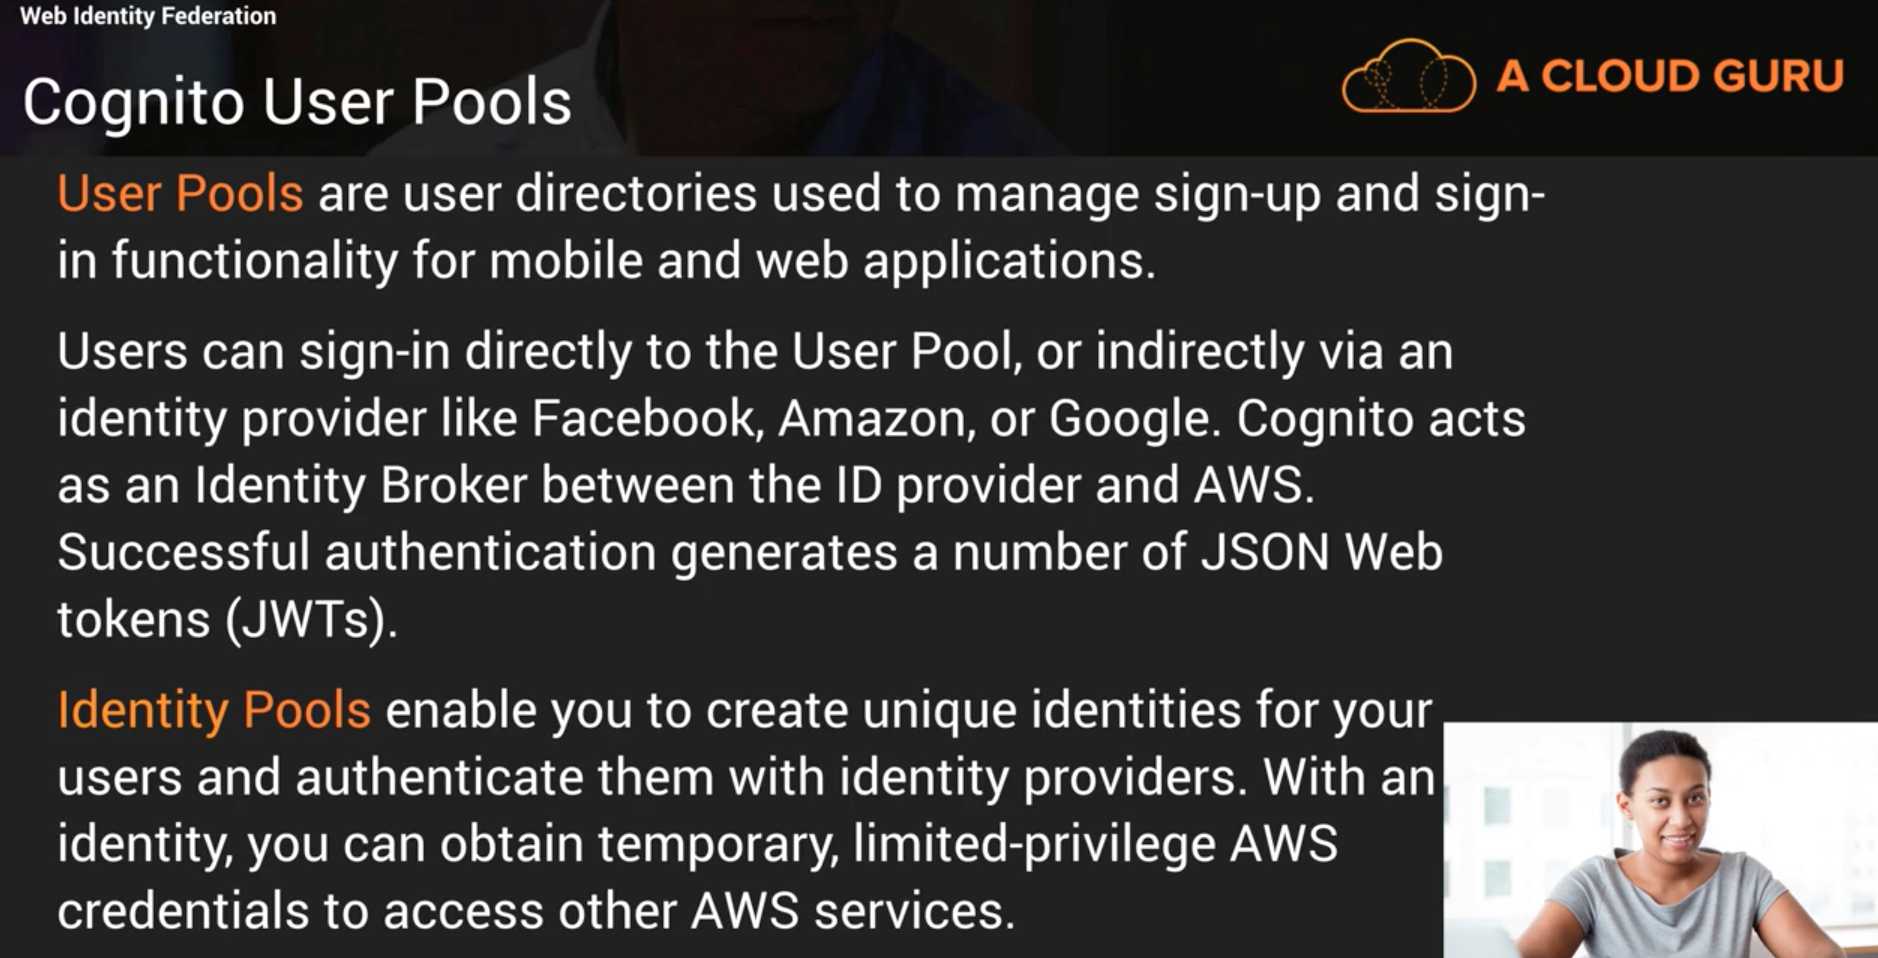 Web Identity Federation
Cognito User Pools
A CLOUD GURU
User Pools are user directories used to manage sign-up and sign-
in functionality for mobile and web applications.
Users can sign-in directly to the User Pool, or indirectly via an
identity provider like Facebook, Amazon, or Google. Cognito acts
as an Identity Broker between the ID provider and AWS.
Successful authentication generates a number of JSON Web
tokens (JWTs).
Identity Pools enable you to create unique identities for your
users and authenticate them with identity providers. With an
identity, you can obtain temporary, limited-privilege AWS
credentials to access other AWS services.